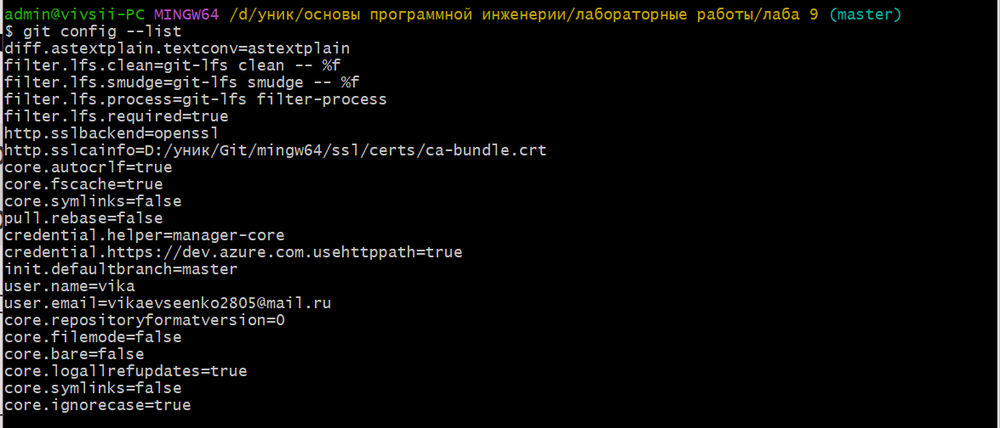 admin@vivsii-PC MINGW64 /d/уник/основы программной инженерии/лабораторные работы/лаба 9 (master)
$ git config --list
diff.astextplain.textconv=astextplain
filter.lfs.clean=git-lfs clean -- %f
filter.lfs.smudge=git-lfs smudge -- %f
filter.lfs.process=git-lfs filter-process
filter.lfs.required=true
http.sslbackend=openssl
http.sslcainfo=D:/уник/Git/mingw64/ssl/certs/ca-bundle.crt
core.autocrlf=true
core.fscache=true
core.symlinks=false
pull.rebase=false
credential.helper=manager-core
credential.https://dev.azure.com.usehttppath=true
init.defaultbranch=master
user.name=vika
user.email=vikaevseenko2805@mail.ru
core.repositoryformatversion=0
core.filemode=false
core.bare=false
core.logallrefupdates=true
core.symlinks=false
core.ignorecase=true